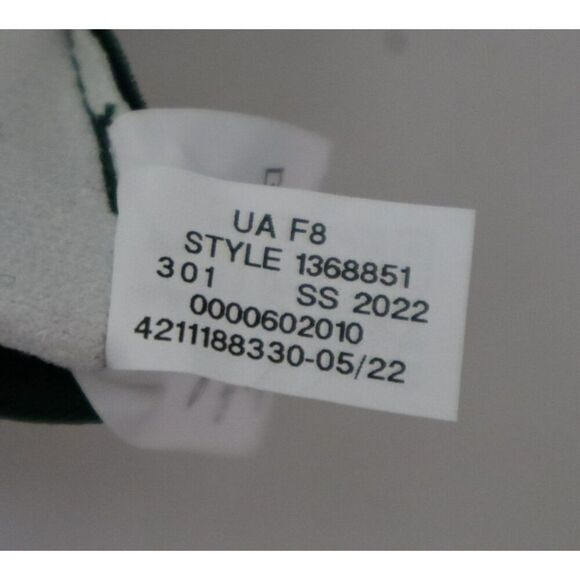 UA F8
STYLE 1368851
301 SS 2022
0000602010
4211188330-05/22